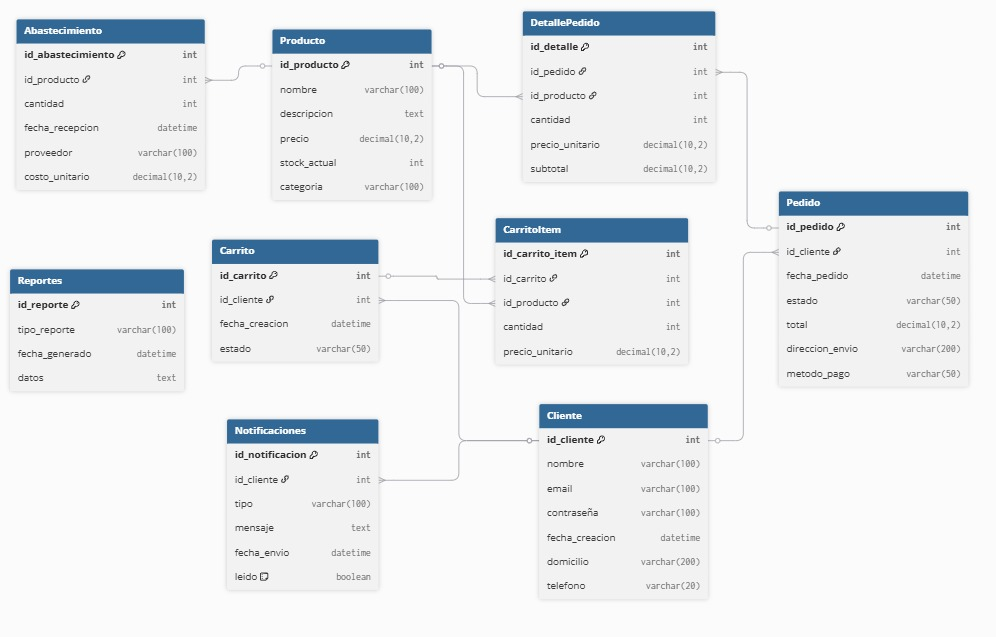 Abastecimiento
id_abastecimiento int
id_producto int
cantidad int
fecha_recepcion datetime
proveedor varchar(100)
costo_unitario decimal(10,2)
Producto
id_producto int
nombre varchar(100)
descripcion text
precio decimal(10,2)
stock_actual int
categoria varchar(100)
DetallePedido
id_detalle int
id_pedido int
id_producto int
cantidad int
precio_unitario decimal(10,2)
subtotal decimal(10,2)
Pedido
id_pedido int
id_cliente int
fecha_pedido datetime
estado varchar(50)
total decimal(10,2)
direccion_envio varchar(200)
metodo_pago varchar(50)
Carrito
id_carrito int
id_cliente int
fecha_creacion datetime
estado varchar(50)
CarritoItem
id_carrito_item int
id_carrito int
id_producto int
cantidad int
precio_unitario decimal(10,2)
Reportes
id_reporte int
tipo_reporte varchar(100)
fecha_generado datetime
datos text
Notificaciones
id_notificacion int
id_cliente int
tipo varchar(100)
mensaje text
fecha_envio datetime
leido boolean
Cliente
id_cliente int
nombre varchar(100)
email varchar(100)
contraseña varchar(100)
fecha_creacion datetime
domicilio varchar(200)
telefono varchar(20)